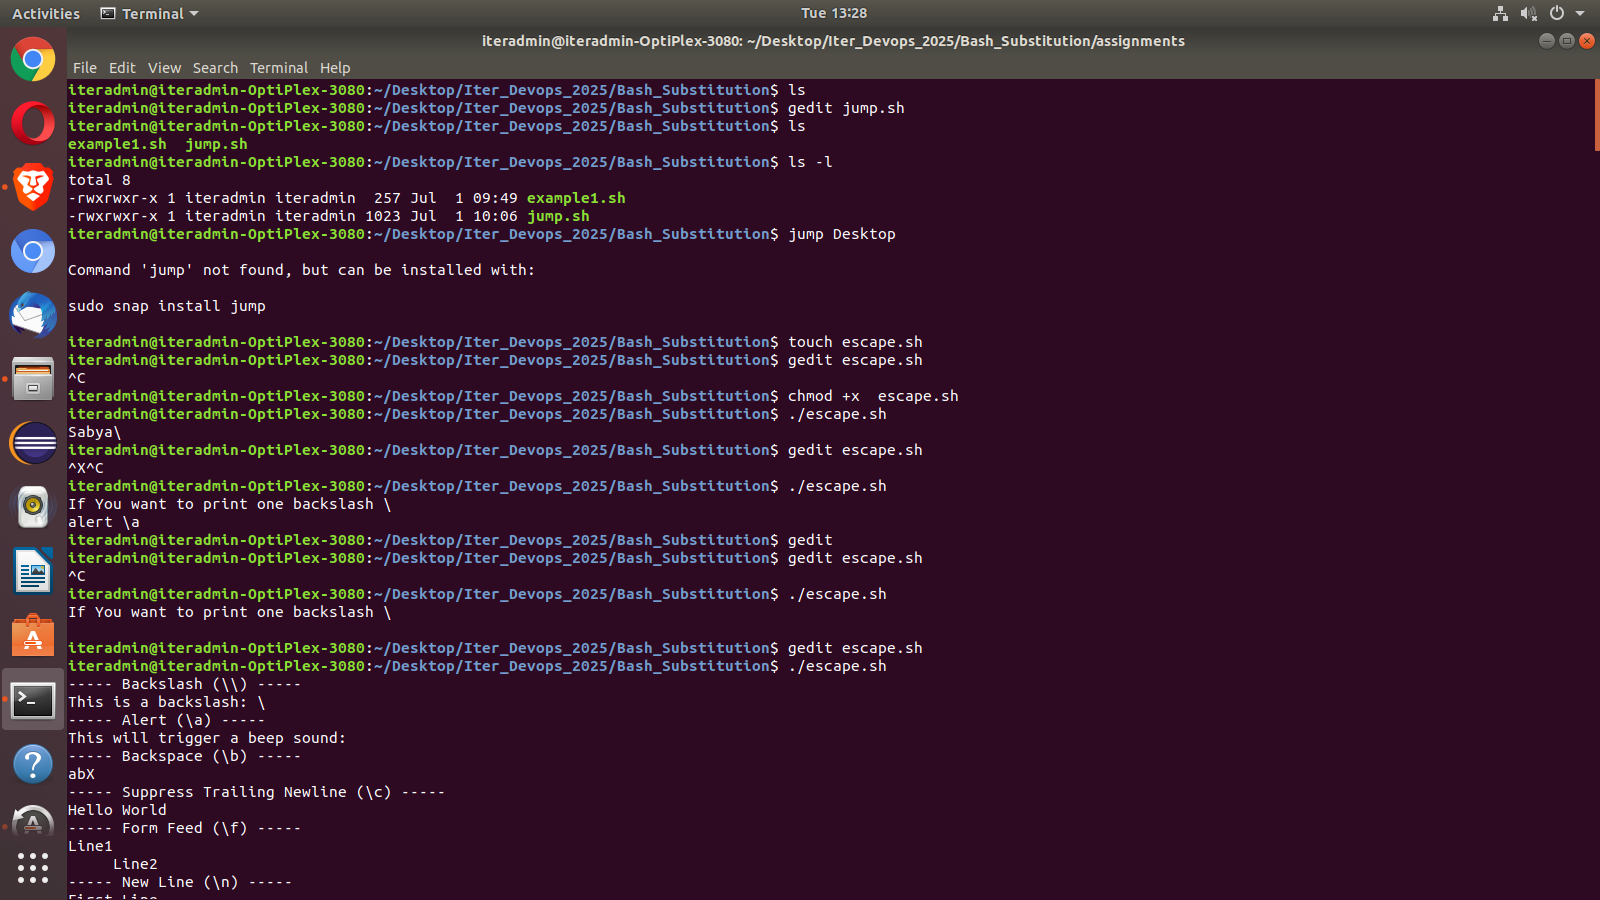 Activities Terminal Tue 13:28
iteradmin@iteradmin-OptiPlex-3080: ~/Desktop/Iter_Devops_2025/Bash_Substitution/assignments
File Edit View Search Terminal Help
iteradmin@iteradmin-OptiPlex-3080:~/Desktop/Iter_Devops_2025/Bash_Substitution$ ls
iteradmin@iteradmin-OptiPlex-3080:~/Desktop/Iter_Devops_2025/Bash_Substitution$ gedit jump.sh
iteradmin@iteradmin-OptiPlex-3080:~/Desktop/Iter_Devops_2025/Bash_Substitution$ ls
example1.sh  jump.sh
iteradmin@iteradmin-OptiPlex-3080:~/Desktop/Iter_Devops_2025/Bash_Substitution$ ls -l
total 8
-rwxrwxr-x 1 iteradmin iteradmin  257 Jul  1 09:49 example1.sh
-rwxrwxr-x 1 iteradmin iteradmin 1023 Jul  1 10:06 jump.sh
iteradmin@iteradmin-OptiPlex-3080:~/Desktop/Iter_Devops_2025/Bash_Substitution$ jump Desktop
Command 'jump' not found, but can be installed with:
sudo snap install jump
iteradmin@iteradmin-OptiPlex-3080:~/Desktop/Iter_Devops_2025/Bash_Substitution$ touch escape.sh
iteradmin@iteradmin-OptiPlex-3080:~/Desktop/Iter_Devops_2025/Bash_Substitution$ gedit escape.sh
^C
iteradmin@iteradmin-OptiPlex-3080:~/Desktop/Iter_Devops_2025/Bash_Substitution$ chmod +x  escape.sh
iteradmin@iteradmin-OptiPlex-3080:~/Desktop/Iter_Devops_2025/Bash_Substitution$ ./escape.sh
Sabya\
iteradmin@iteradmin-OptiPlex-3080:~/Desktop/Iter_Devops_2025/Bash_Substitution$ gedit escape.sh
^X^C
iteradmin@iteradmin-OptiPlex-3080:~/Desktop/Iter_Devops_2025/Bash_Substitution$ ./escape.sh
If You want to print one backslash \
alert \a
iteradmin@iteradmin-OptiPlex-3080:~/Desktop/Iter_Devops_2025/Bash_Substitution$ gedit
iteradmin@iteradmin-OptiPlex-3080:~/Desktop/Iter_Devops_2025/Bash_Substitution$ gedit escape.sh
^C
iteradmin@iteradmin-OptiPlex-3080:~/Desktop/Iter_Devops_2025/Bash_Substitution$ ./escape.sh
If You want to print one backslash \
iteradmin@iteradmin-OptiPlex-3080:~/Desktop/Iter_Devops_2025/Bash_Substitution$ gedit escape.sh
iteradmin@iteradmin-OptiPlex-3080:~/Desktop/Iter_Devops_2025/Bash_Substitution$ ./escape.sh
----- Backslash (\\) -----
This is a backslash: \
----- Alert (\a) -----
This will trigger a beep sound:
----- Backspace (\b) -----
abX
----- Suppress Trailing Newline (\c) -----
Hello World
----- Form Feed (\f) -----
Line1
     Line2
----- New Line (\n) -----
First Line